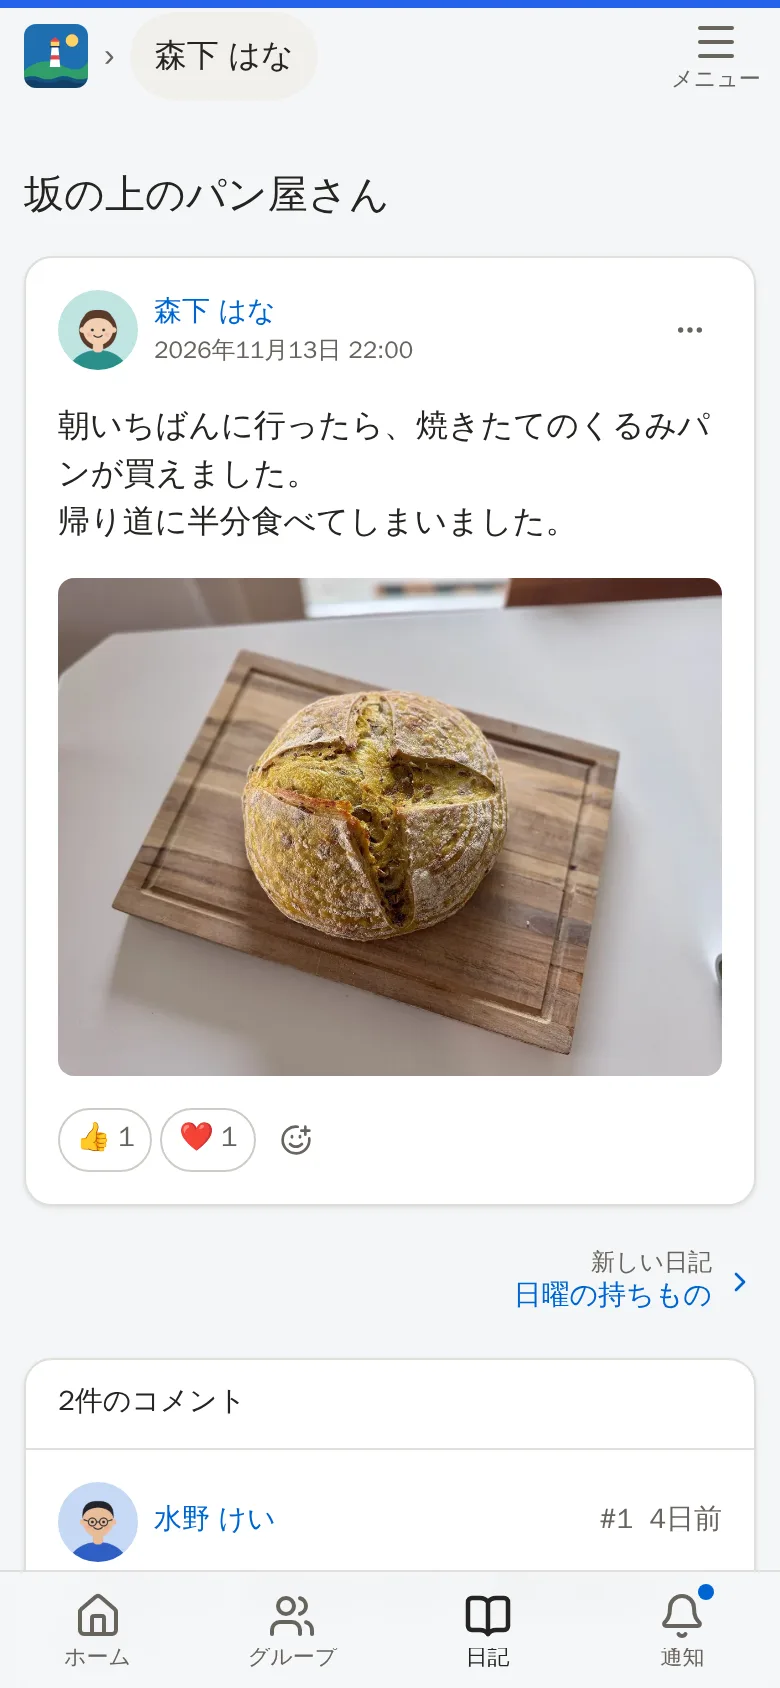 森下 はな
メニュー
坂の上のパン屋さん
森下 はな
2026年11月13日 22:00
朝いちばんに行ったら、焼きたてのくるみパ
ンが買えました。
帰り道に半分食べてしまいました。
👍 1 ❤️ 1
新しい日記
日曜の持ちもの
2件のコメント
水野 けい #1 4日前
ホーム グループ 日記 通知